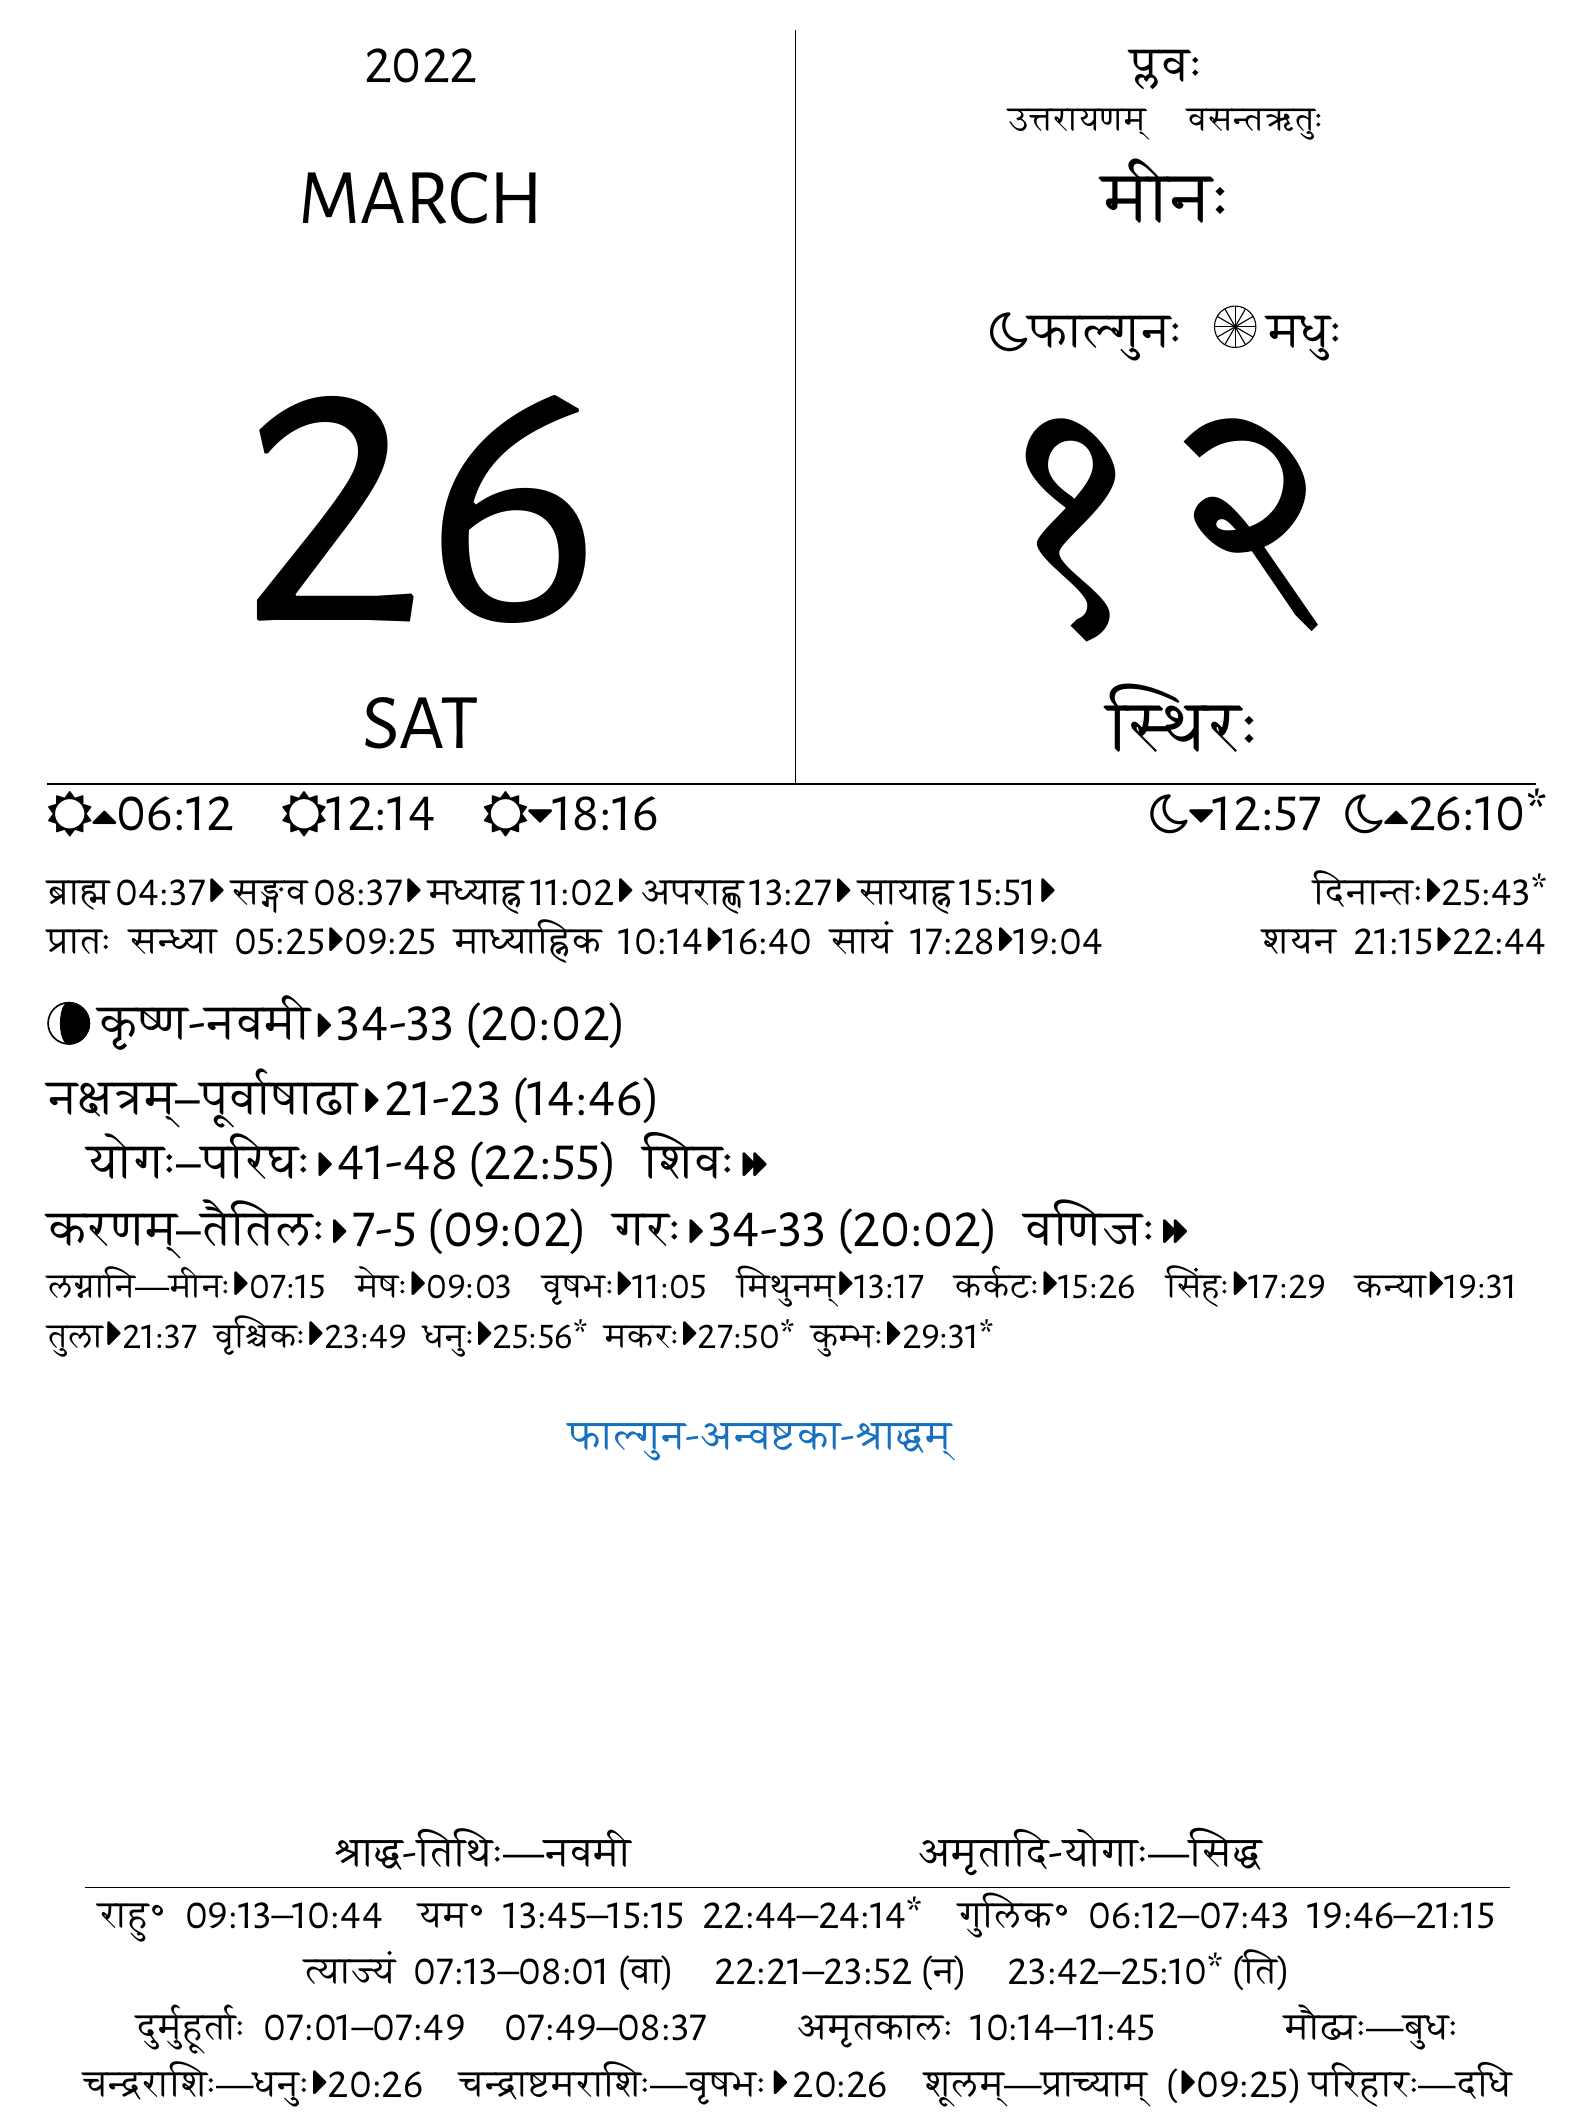 2022
MARCH
26
SAT
प्लवः
उत्तरायणम् वसन्तऋतुः
मीनः
फाल्गुनः मधुः
१२
स्थिरः
06:12 12:14 18:16 12:57 26:10*
ब्राह्म 04:37 सङ्गव 08:37 मध्याह्न 11:02 अपराह्ण 13:27 सायाह्न 15:51 दिनान्तः 25:43*
प्रातः सन्ध्या 05:25 09:25 माध्याह्निक 10:14 16:40 सायं 17:28 19:04 शयन 21:15 22:44
कृष्ण-नवमी 34-33 (20:02)
नक्षत्रम्–पूर्वाषाढा 21-23 (14:46)
योगः–परिघः 41-48 (22:55) शिवः
करणम्–तैतिलः 7-5 (09:02) गरः 34-33 (20:02) वणिजः
लग्नानि—मीनः 07:15 मेषः 09:03 वृषभः 11:05 मिथुनम् 13:17 कर्कटः 15:26 सिंहः 17:29 कन्या 19:31
तुला 21:37 वृश्चिकः 23:49 धनुः 25:56* मकरः 27:50* कुम्भः 29:31*
फाल्गुन-अन्वष्टका-श्राद्धम्
श्राद्ध-तिथिः—नवमी अमृतादि-योगाः—सिद्ध
राहु॰ 09:13–10:44 यम॰ 13:45–15:15 22:44–24:14* गुलिक॰ 06:12–07:43 19:46–21:15
त्याज्यं 07:13–08:01 (वा) 22:21–23:52 (न) 23:42–25:10* (ति)
दुर्मुहूर्ताः 07:01–07:49 07:49–08:37 अमृतकालः 10:14–11:45 मौढ्यः—बुधः
चन्द्रराशिः—धनुः 20:26 चन्द्राष्टमराशिः—वृषभः 20:26 शूलम्—प्राच्याम् ( 09:25) परिहारः—दधि